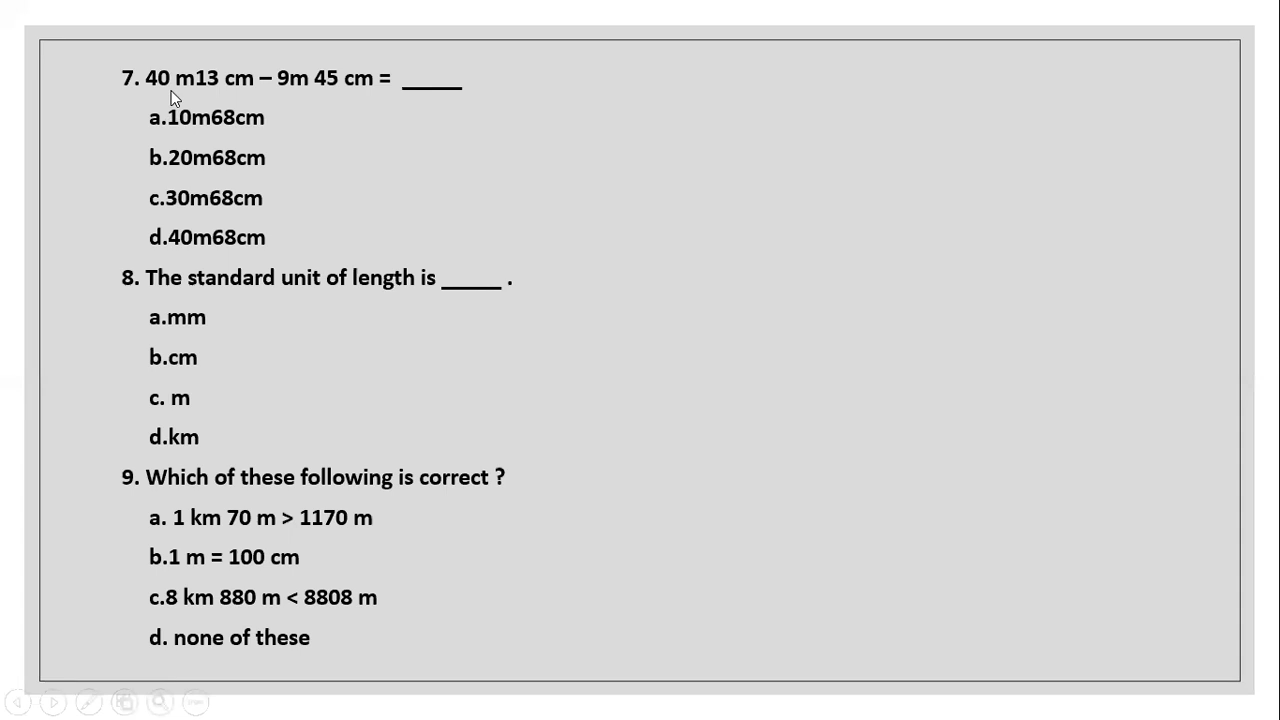 7. 40 m13 cm – 9m 45 cm = _____
a.10m68cm
b.20m68cm
c.30m68cm
d.40m68cm
8. The standard unit of length is _____ .
a.mm
b.cm
c. m
d.km
9. Which of these following is correct ?
a. 1 km 70 m > 1170 m
b.1 m = 100 cm
c.8 km 880 m < 8808 m
d. none of these